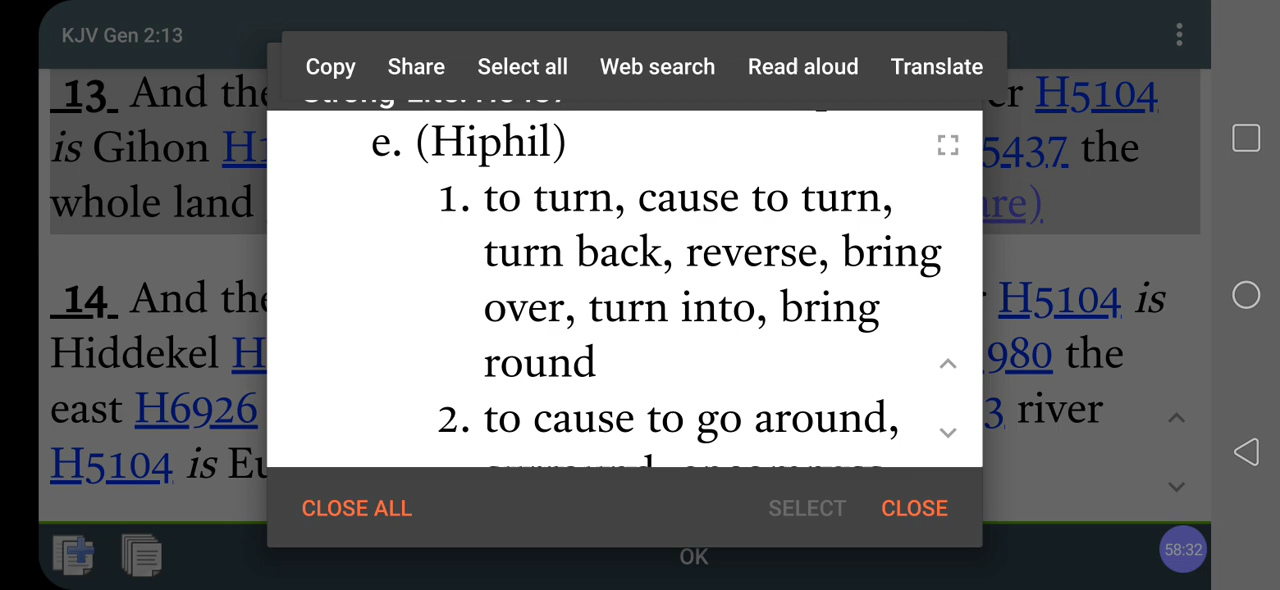 KJV Gen 2:13
Copy Share Select all Web search Read aloud Translate
13 And the
er H5104
is Gihon
5437 the
whole land
14 And the
H5104 is
Hiddekel
980 the
east H6926
3 river
H5104 is
e. (Hiphil)
1. to turn, cause to turn,
turn back, reverse, bring
over, turn into, bring
round
2. to cause to go around,
CLOSE ALL SELECT CLOSE
OK
58:32